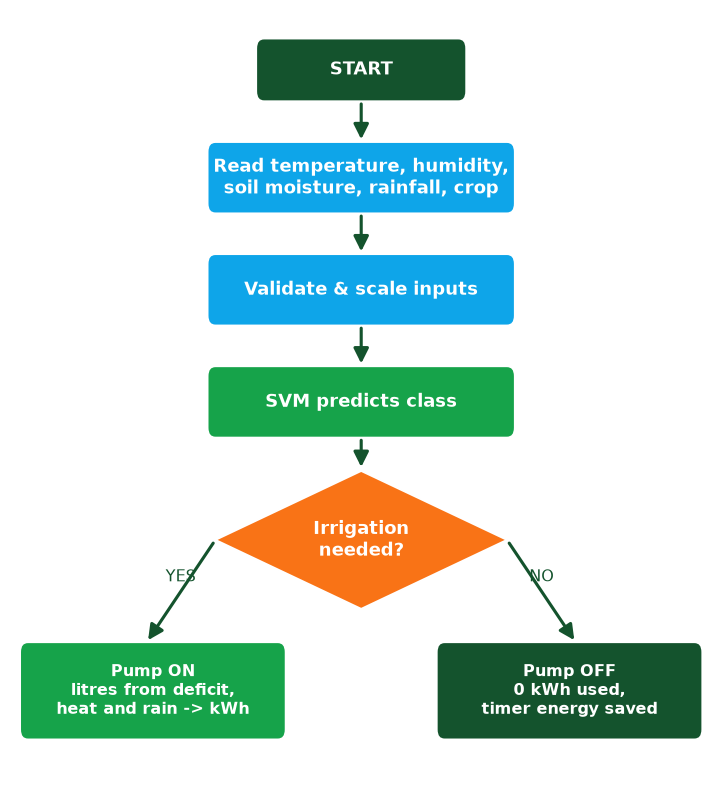 START
Read temperature, humidity,
soil moisture, rainfall, crop
Validate & scale inputs
SVM predicts class
Irrigation
needed?
YES
NO
Pump ON
litres from deficit,
heat and rain -> kWh
Pump OFF
0 kWh used,
timer energy saved